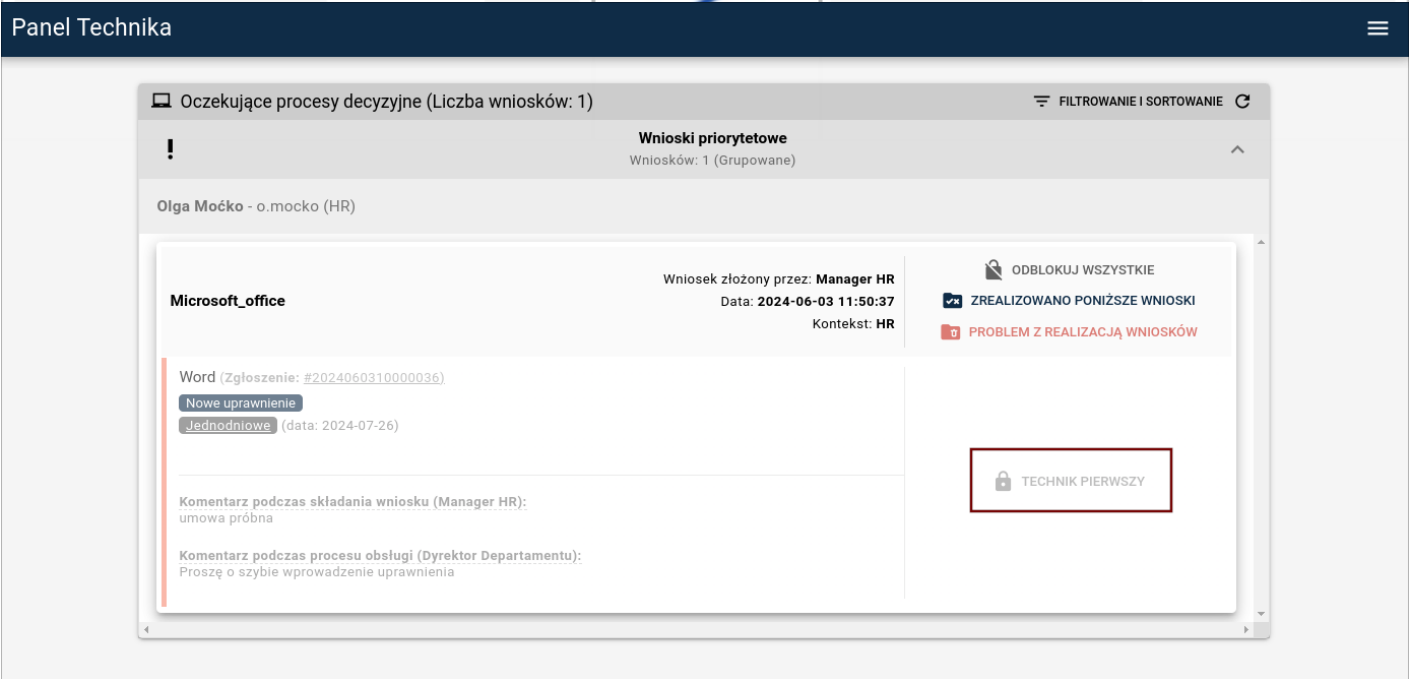 Panel Technika
Oczekujące procesy decyzyjne (Liczba wniosków: 1)
FILTROWANIE I SORTOWANIE
Wnioski priorytetowe
Wniosków: 1 (Grupowane)
Olga Moćko - o.mocko (HR)
Microsoft_office
Wniosek złożony przez: Manager HR
Data: 2024-06-03 11:50:37
Kontekst: HR
ODBLOKUJ WSZYSTKIE
ZREALIZOWANO PONIŻSZE WNIOSKI
PROBLEM Z REALIZACJĄ WNIOSKÓW
Word (Zgłoszenie: #2024060310000036)
Nowe uprawnienie
Jednodniowe (data: 2024-07-26)
Komentarz podczas składania wniosku (Manager HR):
umowa próbna
Komentarz podczas procesu obsługi (Dyrektor Departamentu):
Proszę o szybie wprowadzenie uprawnienia
TECHNIK PIERWSZY